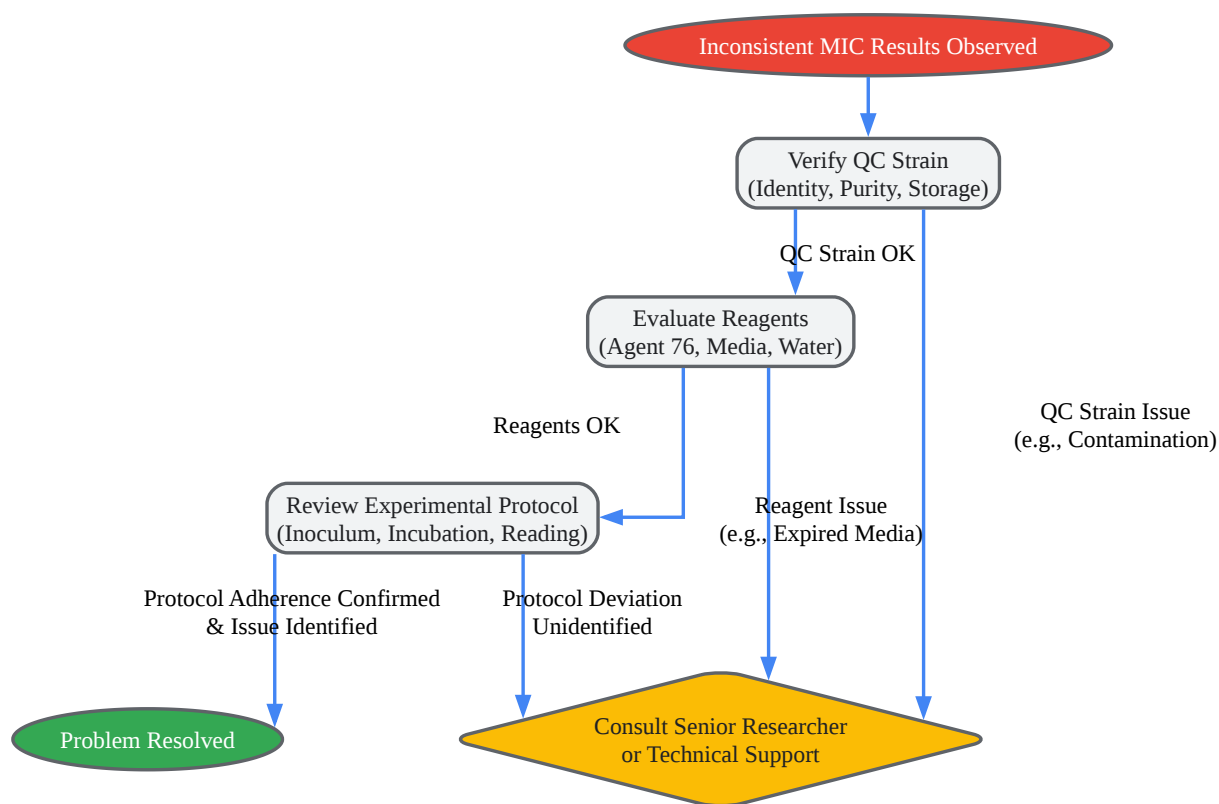 Inconsistent MIC Results Observed
Verify QC Strain
(Identity, Purity, Storage)
QC Strain OK
Evaluate Reagents
(Agent 76, Media, Water)
QC Strain Issue
(e.g., Contamination)
Reagents OK
Review Experimental Protocol
(Inoculum, Incubation, Reading)
Reagent Issue
(e.g., Expired Media)
Protocol Adherence Confirmed
& Issue Identified
Protocol Deviation
Unidentified
Problem Resolved
Consult Senior Researcher
or Technical Support